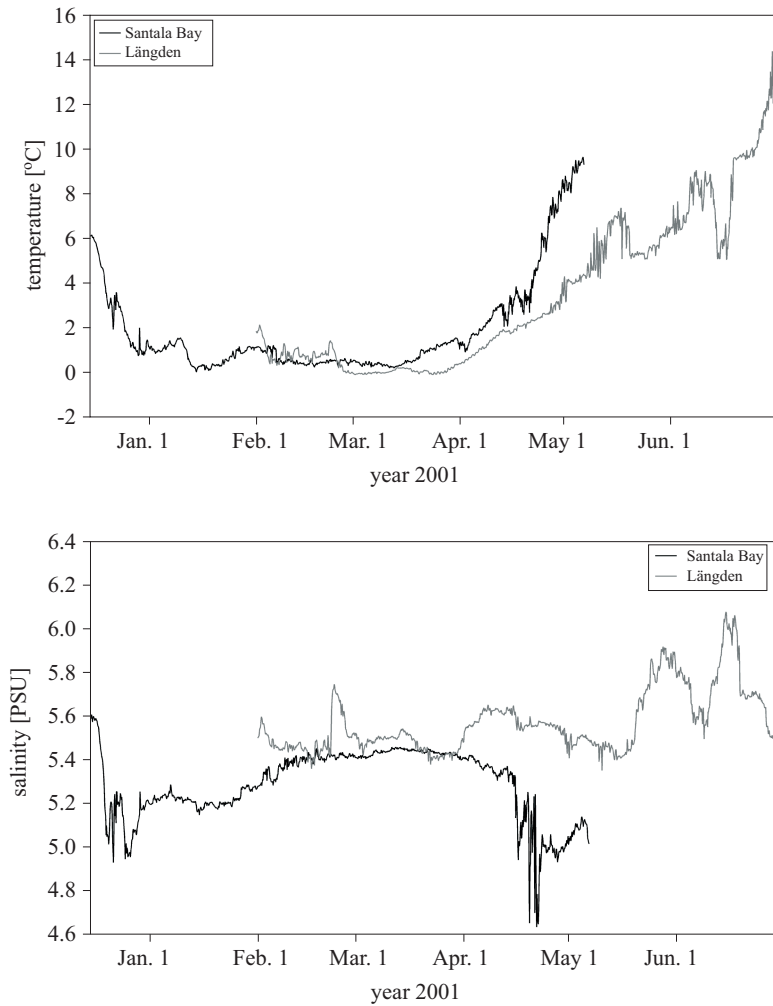 16
Santala Bay
Längden
14
12
10
8
6
4
2
0
-2
temperature [ºC]
Jan. 1 Feb. 1 Mar. 1 Apr. 1 May 1 Jun. 1
year 2001
6.4
Santala Bay
Längden
6.2
6.0
5.8
5.6
5.4
5.2
5.0
4.8
4.6
salinity [PSU]
Jan. 1 Feb. 1 Mar. 1 Apr. 1 May 1 Jun. 1
year 2001